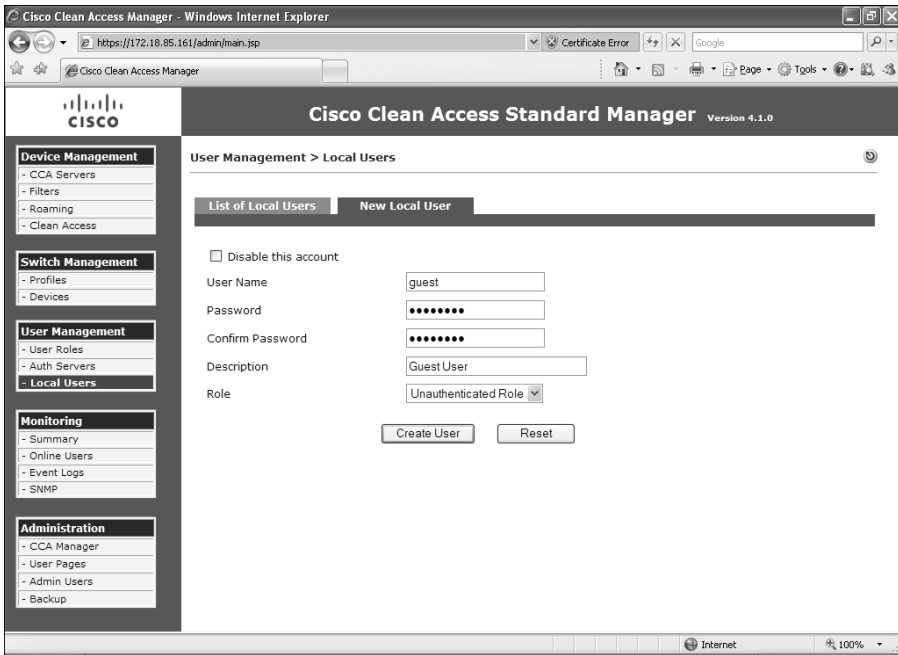 Cisco Clean Access Manager - Windows Internet Explorer
https://172.18.85.161/admin/main.jsp
Certificate Error
Google
Cisco Clean Access Manager
Page
Tools
CISCO
Cisco Clean Access Standard Manager Version 4.1.0
Device Management
- CCA Servers
- Filters
- Roaming
- Clean Access
Switch Management
- Profiles
- Devices
User Management
- User Roles
- Auth Servers
- Local Users
Monitoring
- Summary
- Online Users
- Event Logs
- SNMP
Administration
- CCA Manager
- User Pages
- Admin Users
- Backup
User Management > Local Users
List of Local Users
New Local User
Disable this account
User Name
guest
Password
••••••••
Confirm Password
••••••••
Description
Guest User
Role
Unauthenticated Role
Create User
Reset
Internet
100%